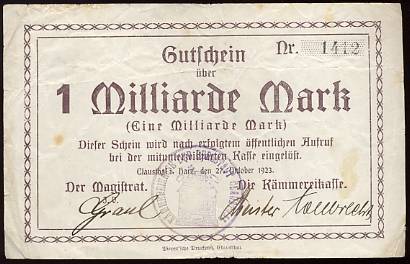 Gutschein
Nr. 1412
über
1 Milliarde Mark
(Eine Milliarde Mark)
Dieser Schein wird nach erfolgtem öffentlichen Aufruf
bei der mitunterzeichneten Kasse eingelöst.
Clausthal i. Harz, den 27. Oktober 1923.
Der Magistrat. Die Kämmereikasse.